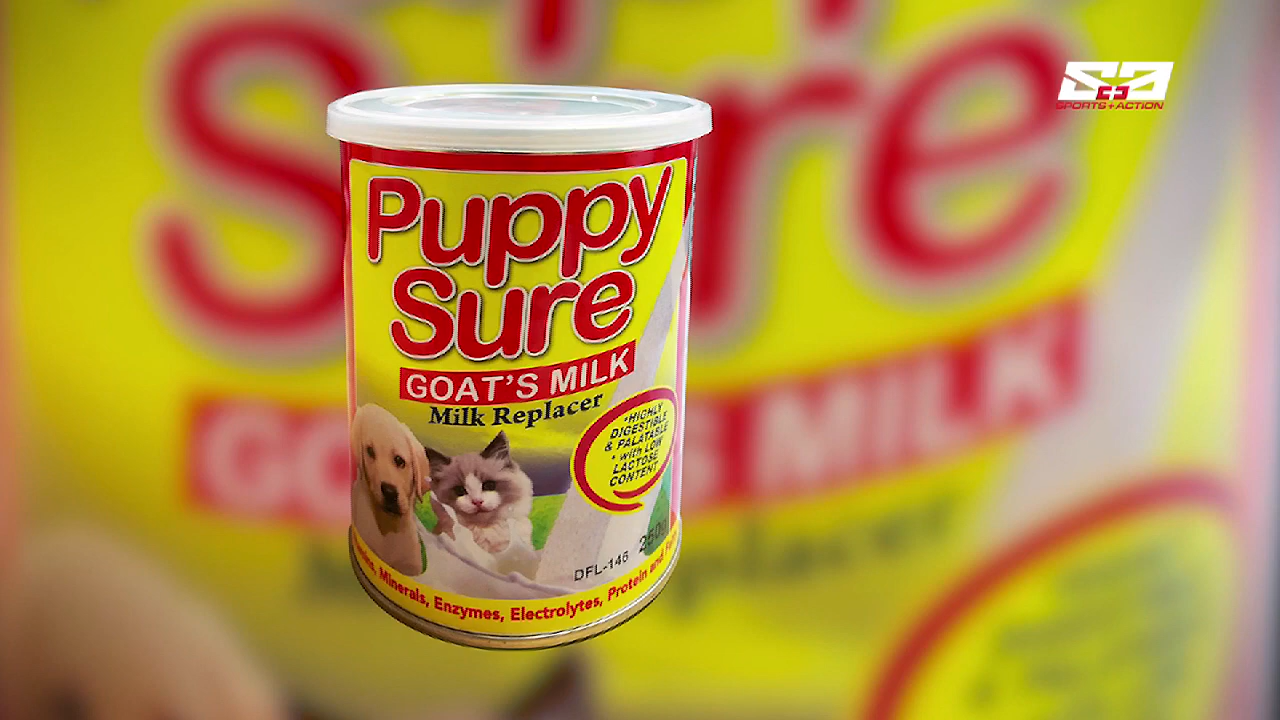 S+A
SPORTS+ACTION
Puppy
Sure
GOAT'S MILK
Milk Replacer
*HIGHLY
DIGESTIBLE
& PALATABLE
* with LOW
LACTOSE
CONTENT
250g
DFL-146
Minerals, Enzymes, Electrolytes, Protein and